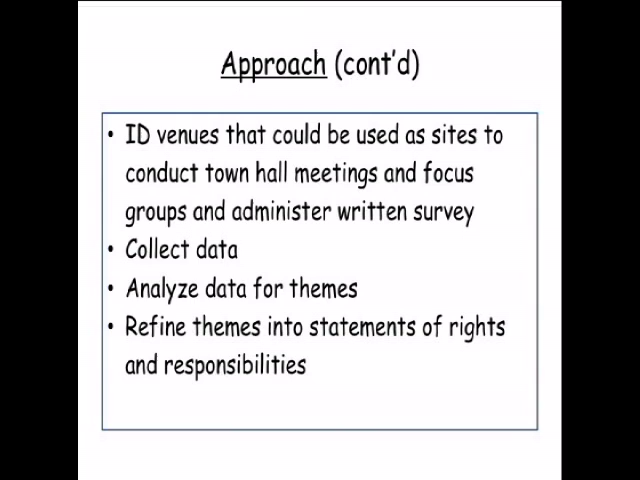 Approach (cont'd)
• ID venues that could be used as sites to
conduct town hall meetings and focus
groups and administer written survey
• Collect data
• Analyze data for themes
• Refine themes into statements of rights
and responsibilities